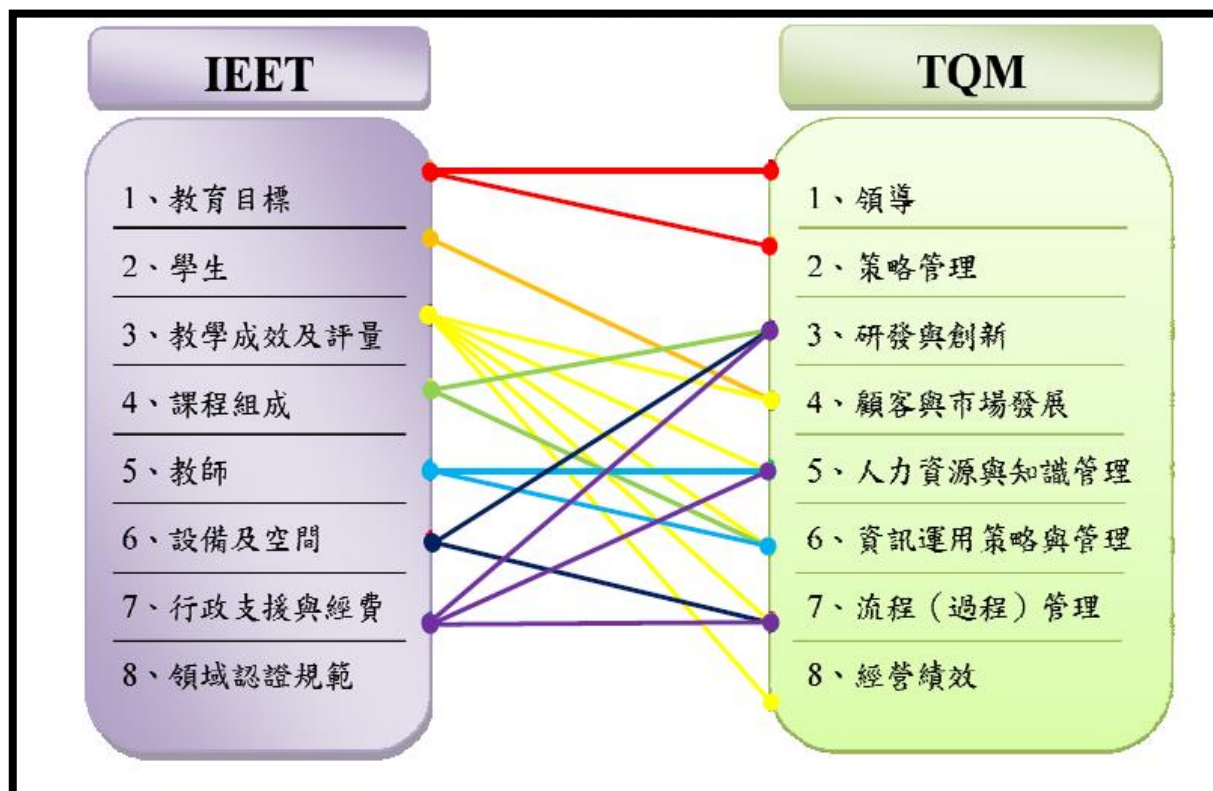 IEET
1、教育目標
2、學生
3、教學成效及評量
4、課程組成
5、教師
6、設備及空間
7、行政支援與經費
8、領域認證規範
TQM
1、領導
2、策略管理
3、研發與創新
4、顧客與市場發展
5、人力資源與知識管理
6、資訊運用策略與管理
7、流程（過程）管理
8、經營績效